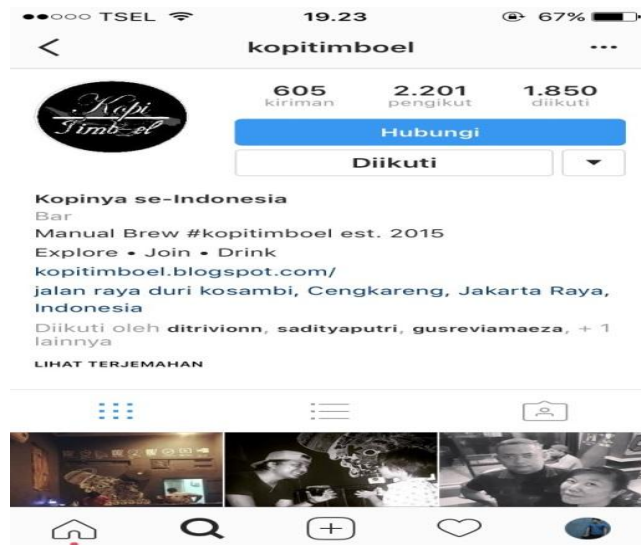 TSEL 19.23 67%
kopitimboel
605 2.201 1.850
kiriman pengikut diikuti
Kopi
Timboel
Hubungi
Diikuti
Kopinya se-Indonesia
Bar
Manual Brew #kopitimboel est. 2015
Explore • Join • Drink
kopitimboel.blogspot.com/
jalan raya duri kosambi, Cengkareng, Jakarta Raya,
Indonesia
Diikuti oleh ditrivionn, sadityaputri, gusreviamaeza, + 1
lainnya
LIHAT TERJEMAHAN